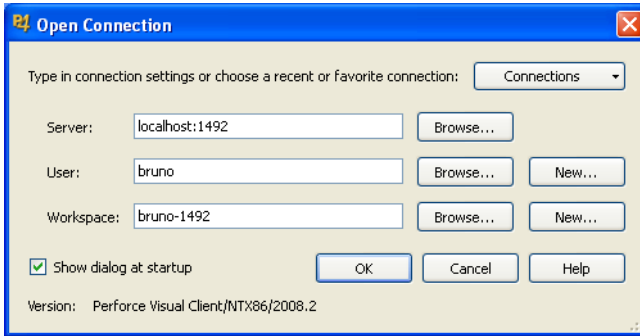 P4 Open Connection
Type in connection settings or choose a recent or favorite connection: Connections
Server: localhost:1492 Browse...
User: bruno Browse... New...
Workspace: bruno-1492 Browse... New...
Show dialog at startup OK Cancel Help
Version: Perforce Visual Client/NTX86/2008.2